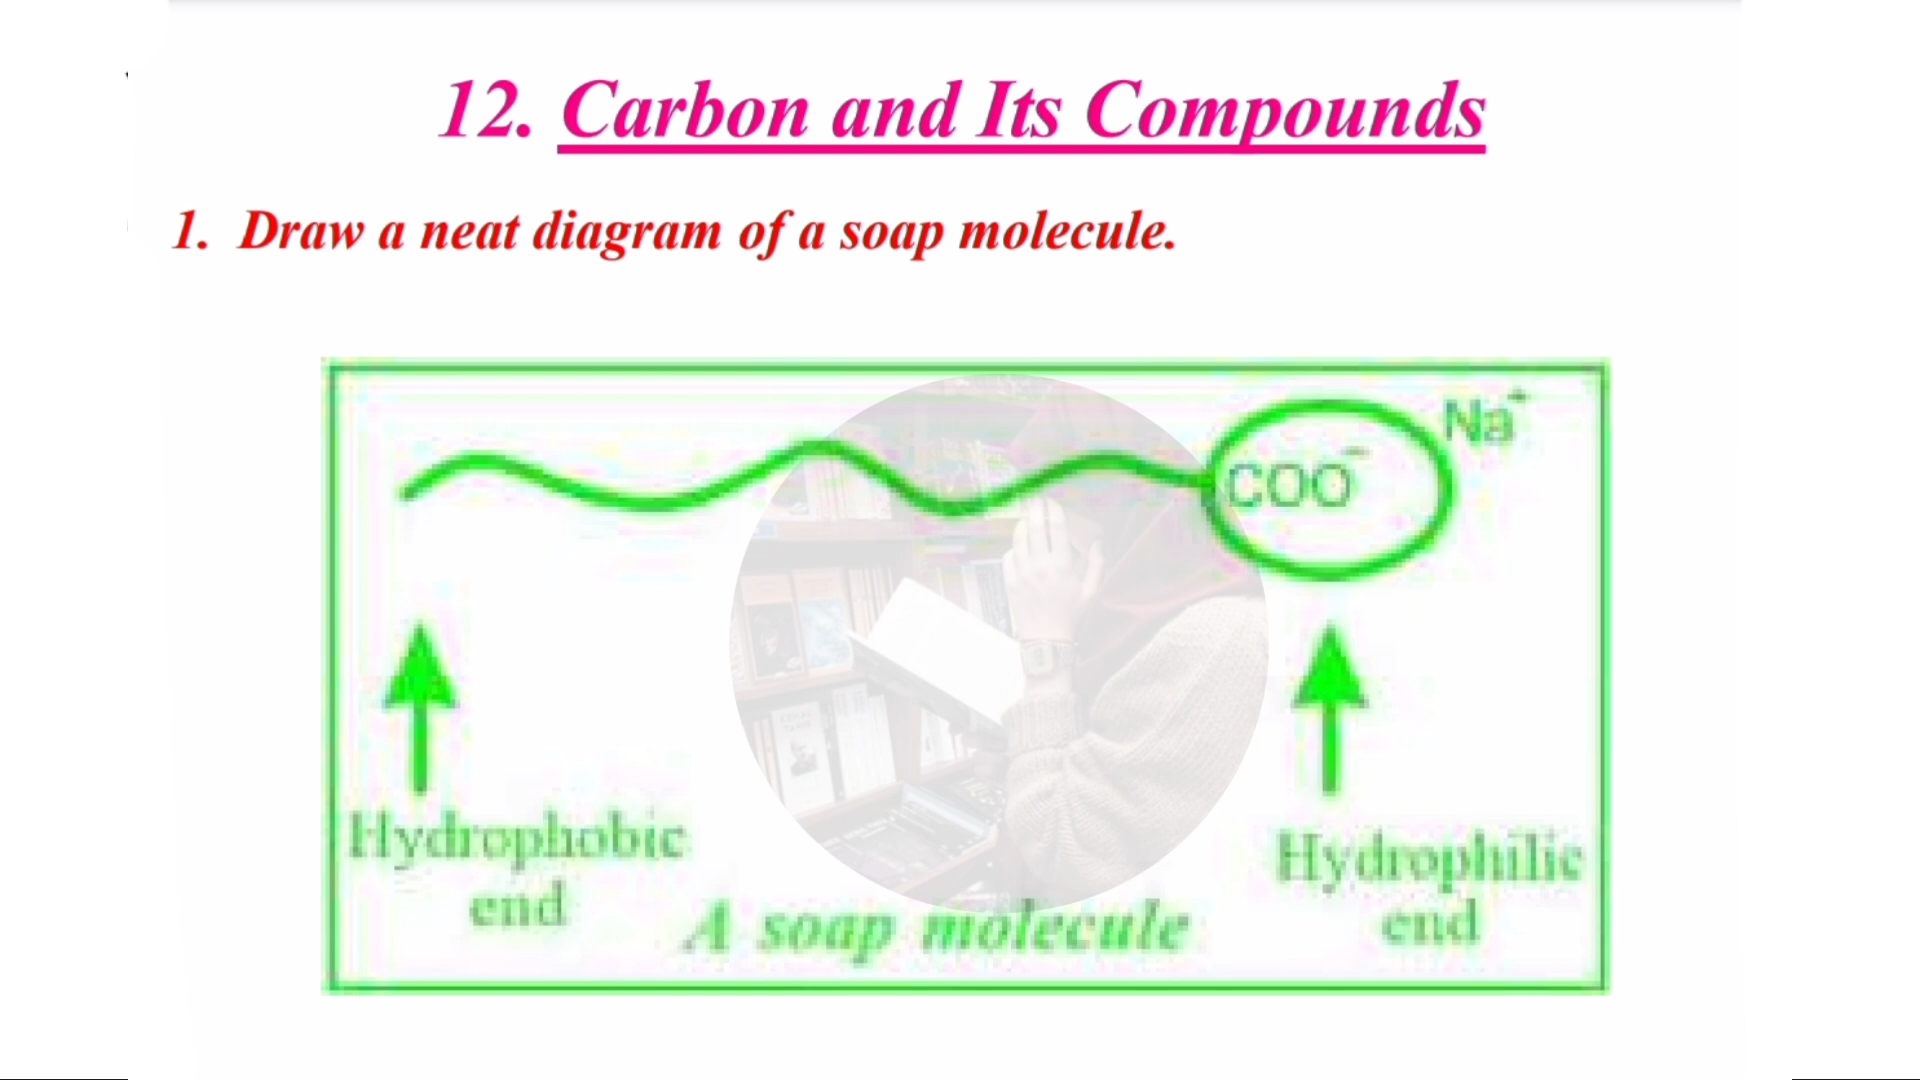 12. Carbon and Its Compounds
1. Draw a neat diagram of a soap molecule.
Na⁺
COO⁻
Hydrophobic
end
Hydrophilic
end
A soap molecule